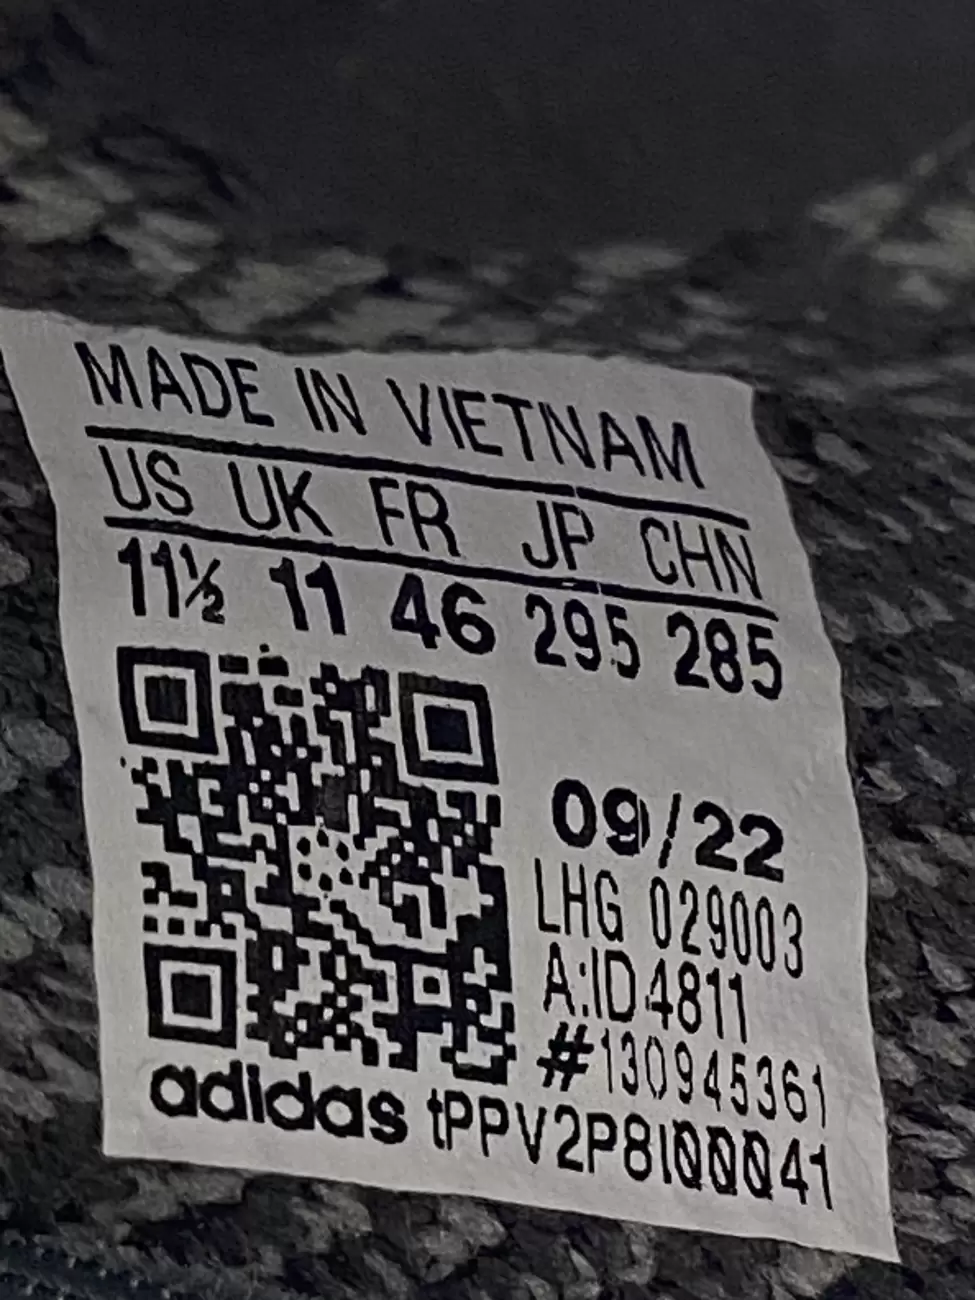 MADE IN VIETNAM
US UK FR JP CHN
11½ 11 46 295 285
09/22
LHG 029003
A:ID4811
#130945361
adidas tPPV2P8I00041